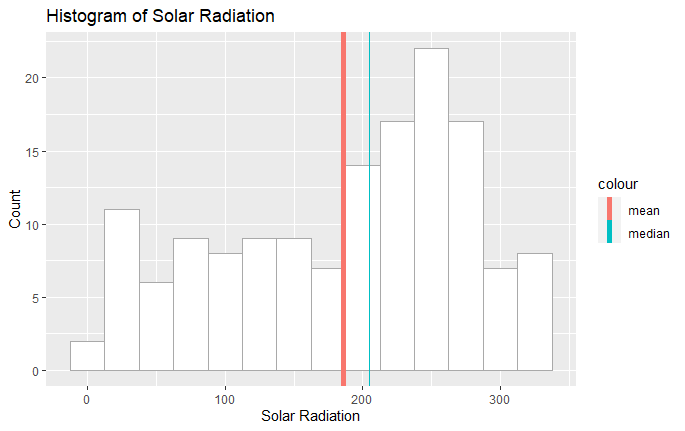 Histogram of Solar Radiation
20
15
10
5
0
Count
0 100 200 300
Solar Radiation
colour
mean
median